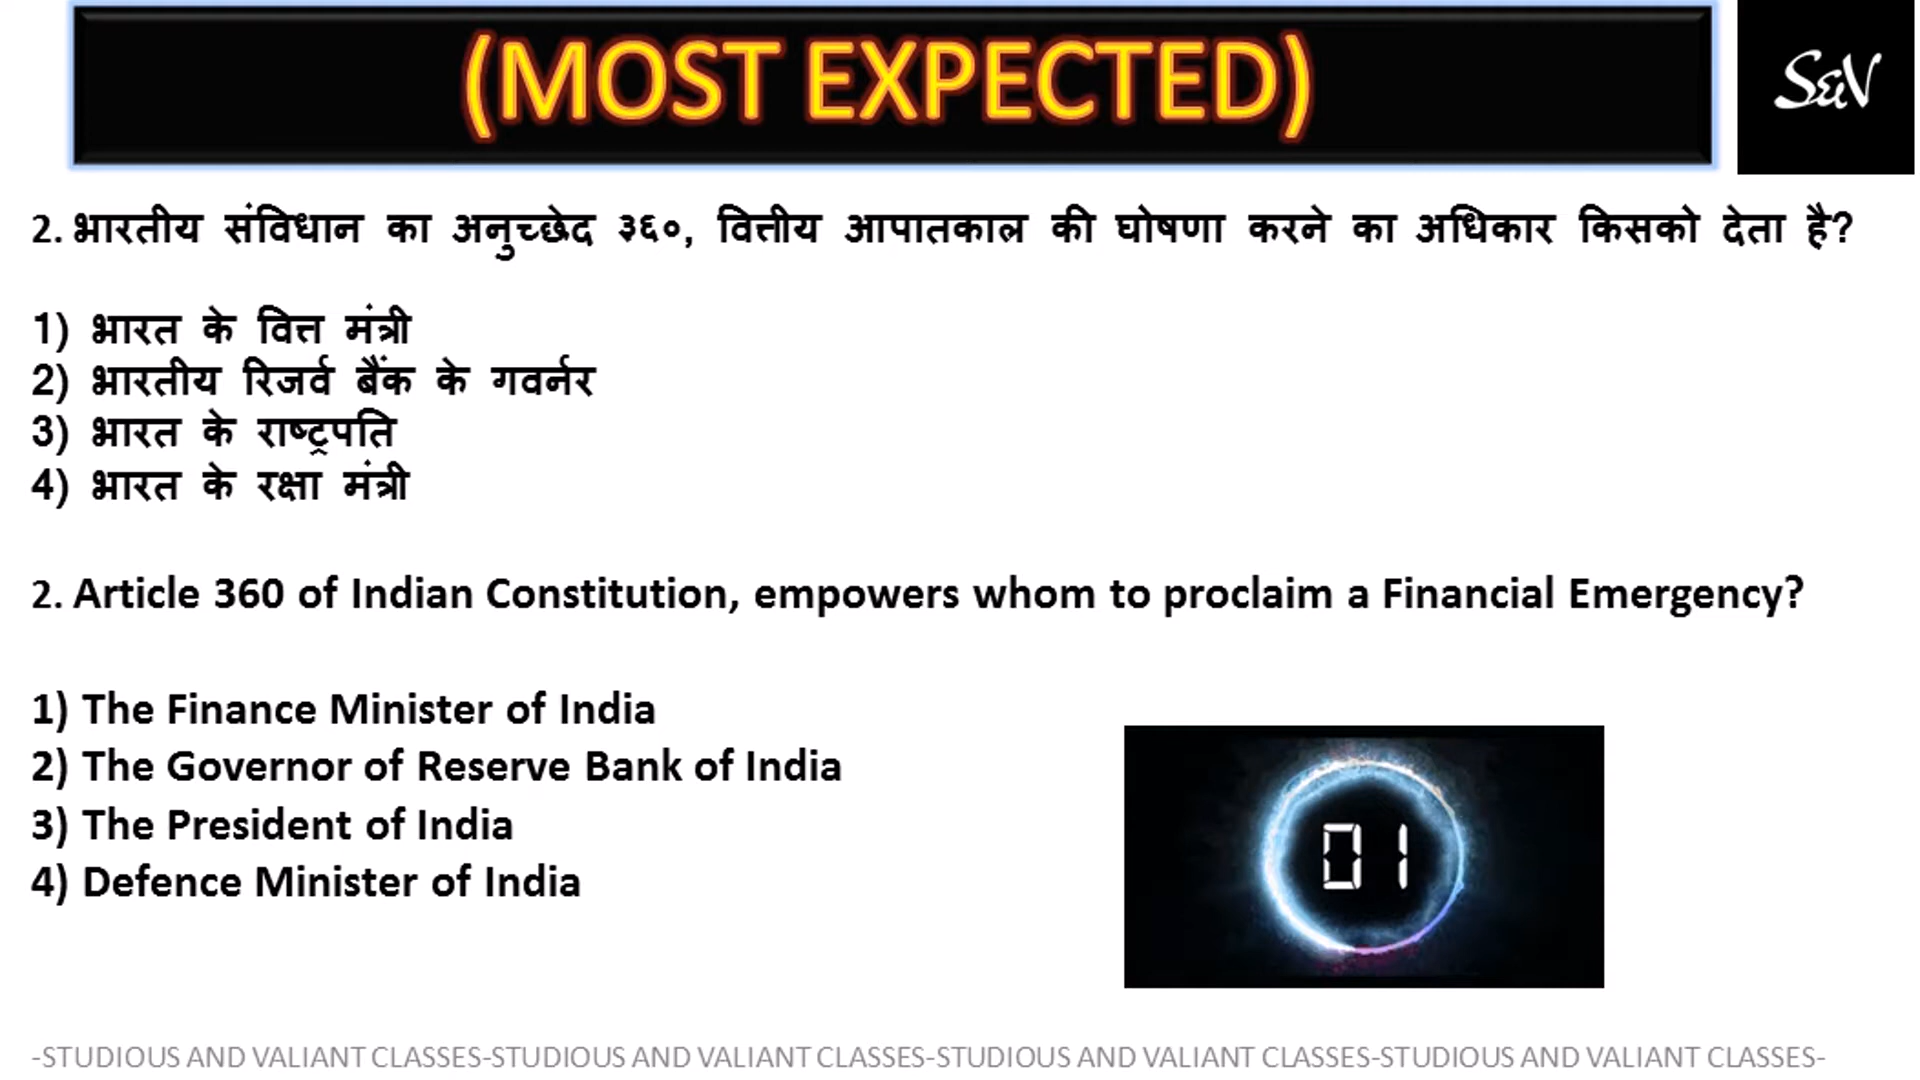 (MOST EXPECTED)
S&V
2. भारतीय संविधान का अनुच्छेद ३६०, वित्तीय आपातकाल की घोषणा करने का अधिकार किसको देता है?
1) भारत के वित्त मंत्री
2) भारतीय रिजर्व बैंक के गवर्नर
3) भारत के राष्ट्रपति
4) भारत के रक्षा मंत्री
2. Article 360 of Indian Constitution, empowers whom to proclaim a Financial Emergency?
1) The Finance Minister of India
2) The Governor of Reserve Bank of India
3) The President of India
4) Defence Minister of India
01
-STUDIOUS AND VALIANT CLASSES-STUDIOUS AND VALIANT CLASSES-STUDIOUS AND VALIANT CLASSES-STUDIOUS AND VALIANT CLASSES-